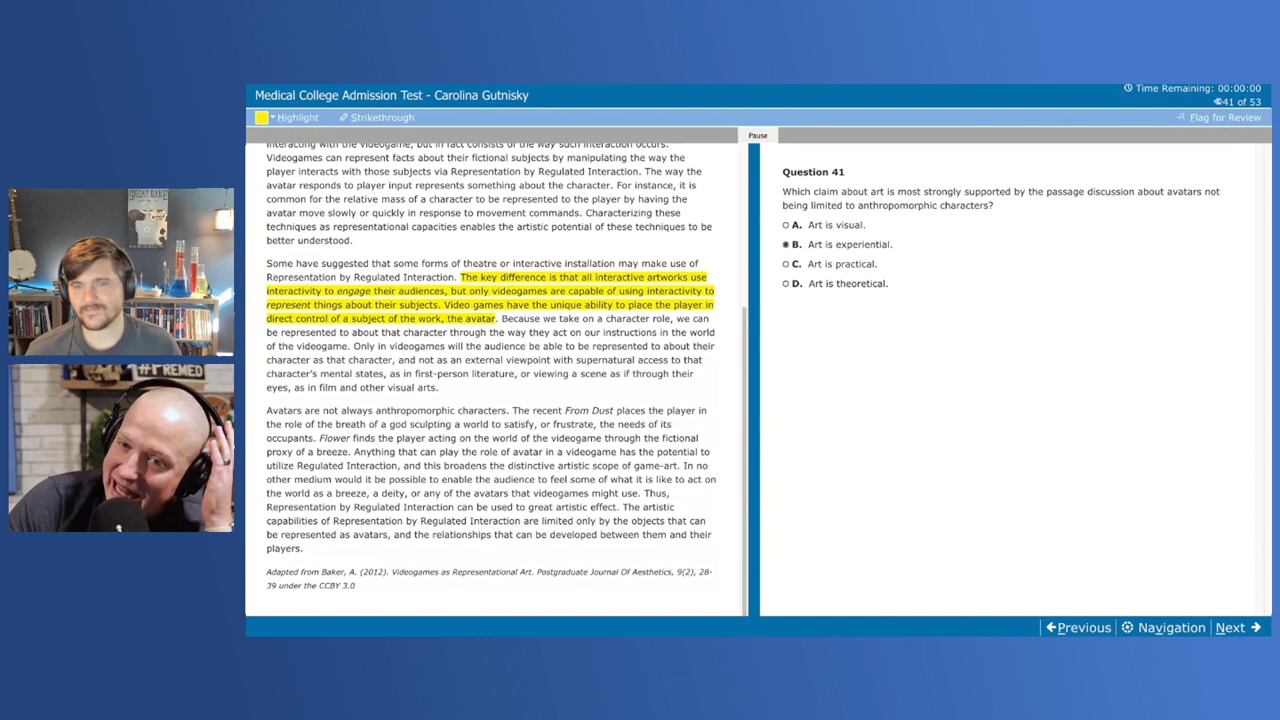 Medical College Admission Test - Carolina Gutnisky
Time Remaining: 00:00:00
41 of 53
Highlight
Strikethrough
Flag for Review
Pause
interacting with the videogame, but in fact consists of the way such interaction occurs.
Videogames can represent facts about their fictional subjects by manipulating the way the
player interacts with those subjects via Representation by Regulated Interaction. The way the
avatar responds to player input represents something about the character. For instance, it is
common for the relative mass of a character to be represented to the player by having the
avatar move slowly or quickly in response to movement commands. Characterizing these
techniques as representational capacities enables the artistic potential of these techniques to be
better understood.
Some have suggested that some forms of theatre or interactive installation may make use of
Representation by Regulated Interaction. The key difference is that all interactive artworks use
interactivity to engage their audiences, but only videogames are capable of using interactivity to
represent things about their subjects. Video games have the unique ability to place the player in
direct control of a subject of the work, the avatar. Because we take on a character role, we can
be represented to about that character through the way they act on our instructions in the world
of the videogame. Only in videogames will the audience be able to be represented to about their
character as that character, and not as an external viewpoint with supernatural access to that
character's mental states, as in first-person literature, or viewing a scene as if through their
eyes, as in film and other visual arts.
Avatars are not always anthropomorphic characters. The recent From Dust places the player in
the role of the breath of a god sculpting a world to satisfy, or frustrate, the needs of its
occupants. Flower finds the player acting on the world of the videogame through the fictional
proxy of a breeze. Anything that can play the role of avatar in a videogame has the potential to
utilize Regulated Interaction, and this broadens the distinctive artistic scope of game-art. In no
other medium would it be possible to enable the audience to feel some of what it is like to act on
the world as a breeze, a deity, or any of the avatars that videogames might use. Thus,
Representation by Regulated Interaction can be used to great artistic effect. The artistic
capabilities of Representation by Regulated Interaction are limited only by the objects that can
be represented as avatars, and the relationships that can be developed between them and their
players.
Adapted from Baker, A. (2012). Videogames as Representational Art. Postgraduate Journal Of Aesthetics, 9(2), 28-
39 under the CCBY 3.0
Question 41
Which claim about art is most strongly supported by the passage discussion about avatars not
being limited to anthropomorphic characters?
A. Art is visual.
B. Art is experiential.
C. Art is practical.
D. Art is theoretical.
#PREMED
Previous
Navigation
Next